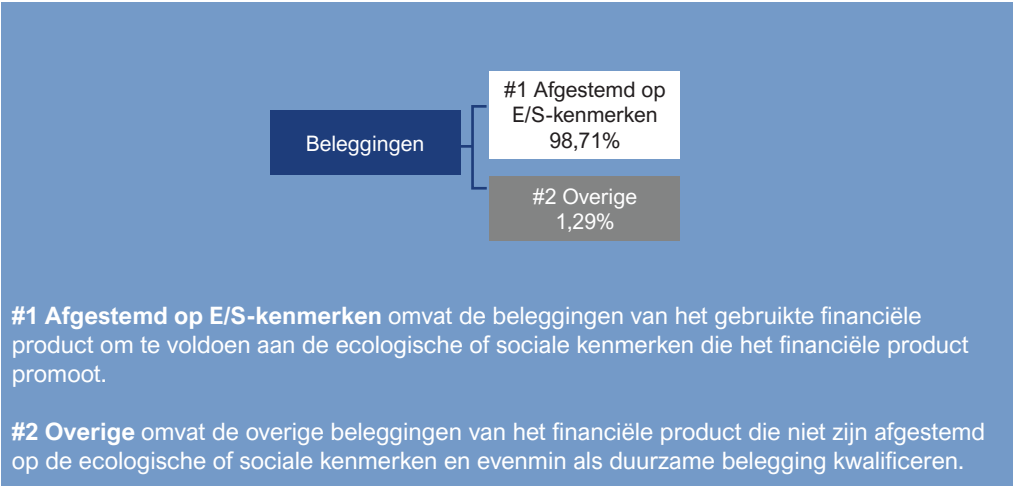 Beleggingen
#1 Afgestemd op
E/S-kenmerken
98,71%
#2 Overige
1,29%
#1 Afgestemd op E/S-kenmerken omvat de beleggingen van het gebruikte financiële
product om te voldoen aan de ecologische of sociale kenmerken die het financiële product
promoot.
#2 Overige omvat de overige beleggingen van het financiële product die niet zijn afgestemd
op de ecologische of sociale kenmerken en evenmin als duurzame belegging kwalificeren.